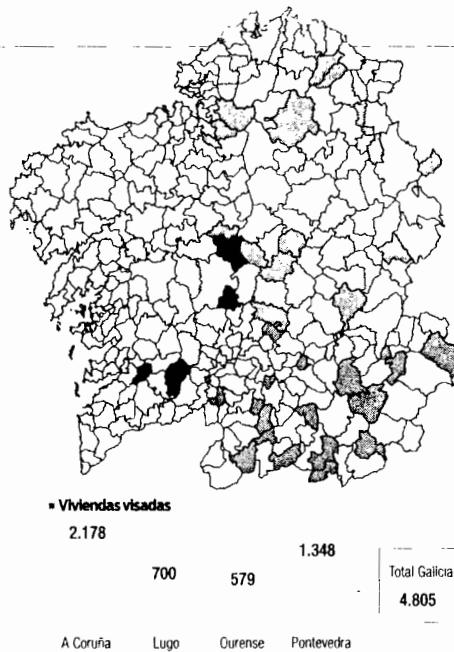 » Viviendas visadas
2.178
1.348
700
579
Total Galicia
4.805
A Coruña Lugo Ourense Pontevedra